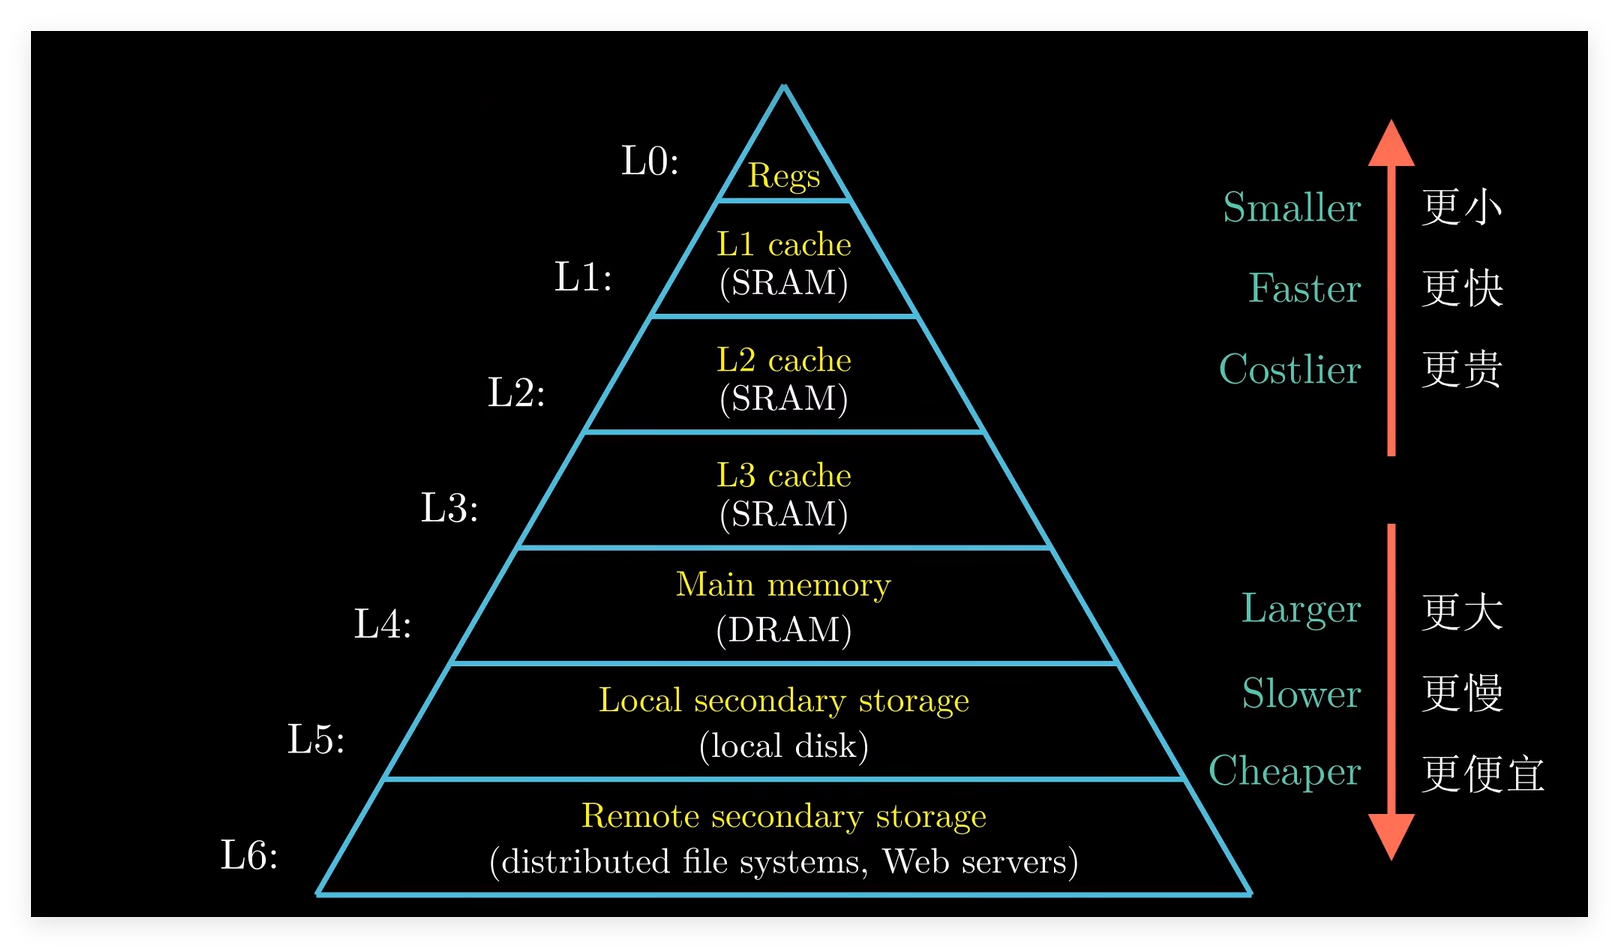 L0:
Regs
L1:
L1 cache
(SRAM)
L2:
L2 cache
(SRAM)
L3:
L3 cache
(SRAM)
L4:
Main memory
(DRAM)
L5:
Local secondary storage
(local disk)
L6:
Remote secondary storage
(distributed file systems, Web servers)
Smaller 更小
Faster 更快
Costlier 更贵
Larger 更大
Slower 更慢
Cheaper 更便宜